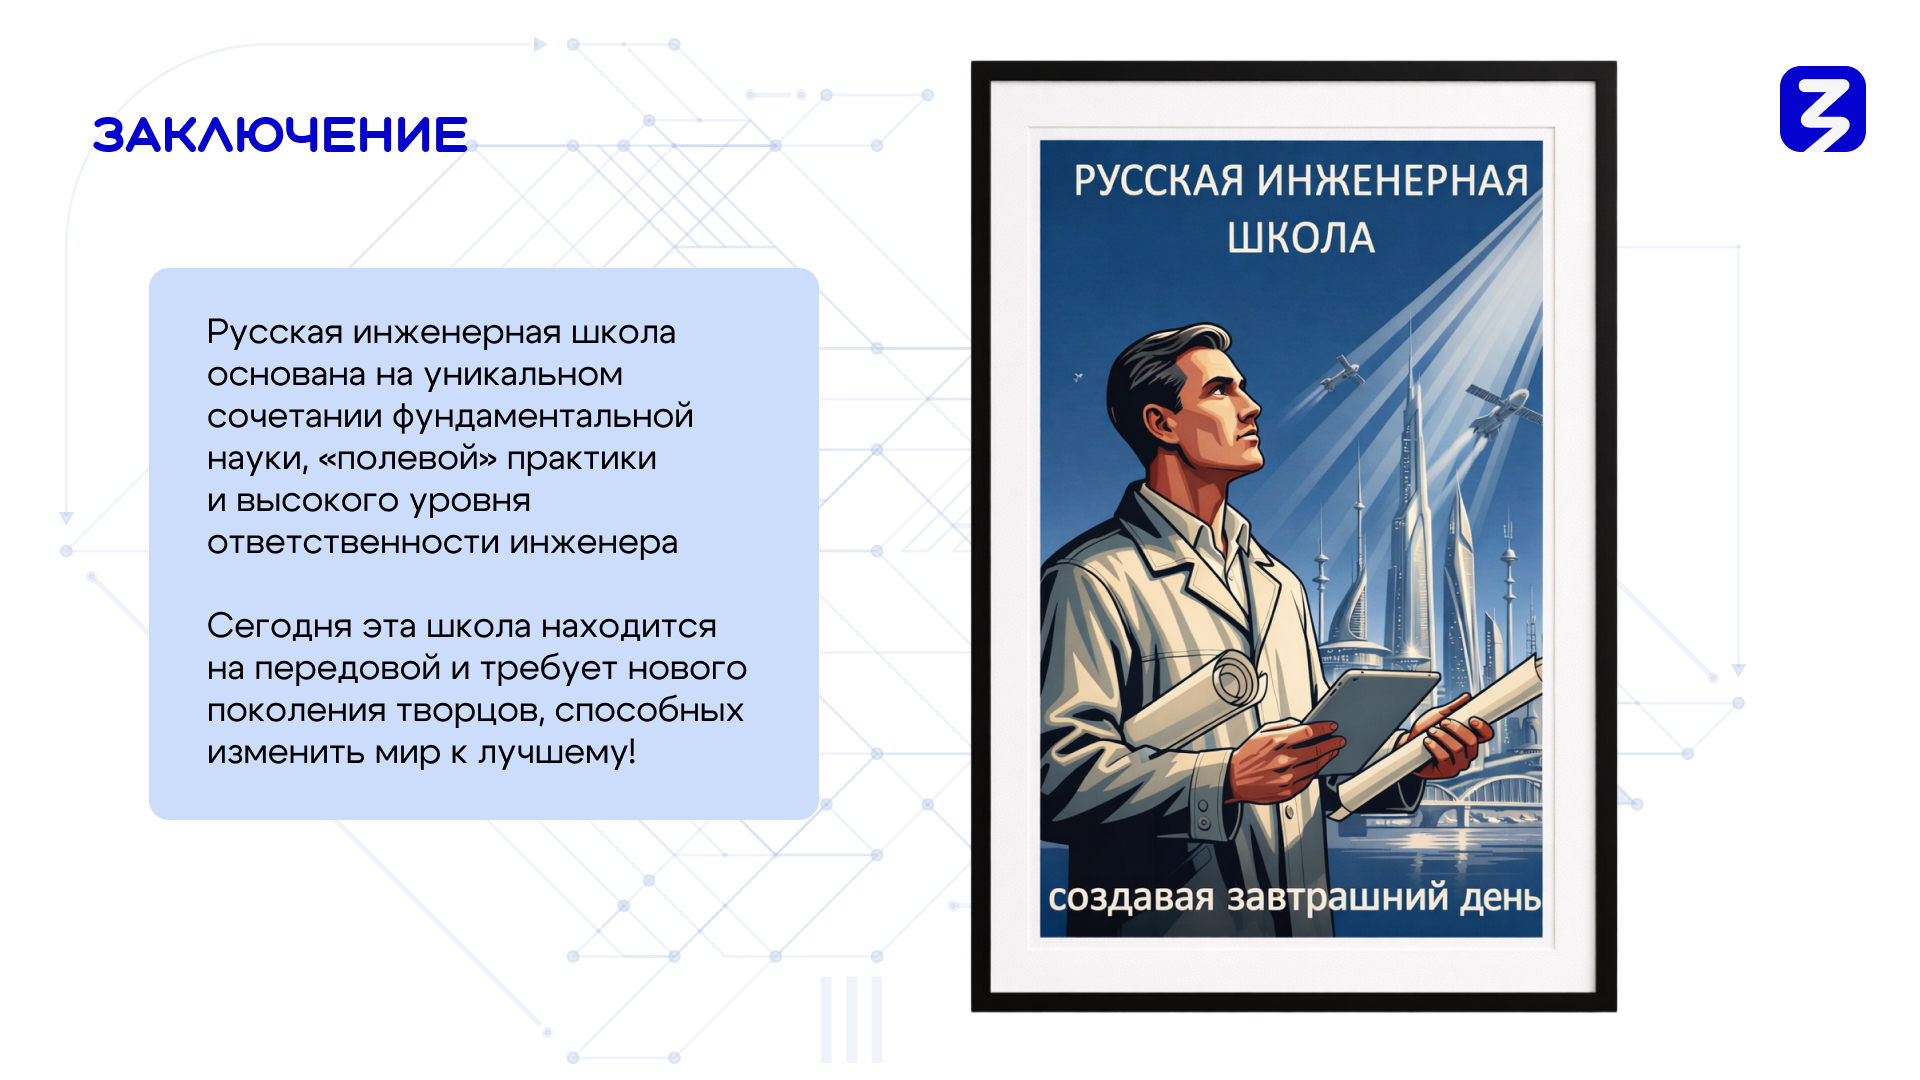 ЗАКЛЮЧЕНИЕ
Русская инженерная школа
основана на уникальном
сочетании фундаментальной
науки, «полевой» практики
и высокого уровня
ответственности инженера
Сегодня эта школа находится
на передовой и требует нового
поколения творцов, способных
изменить мир к лучшему!
РУССКАЯ ИНЖЕНЕРНАЯ
ШКОЛА
создавая завтрашний день